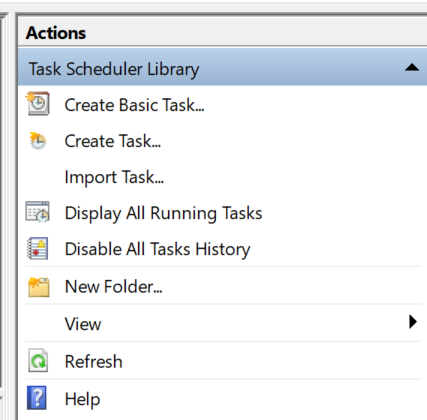 Actions
Task Scheduler Library
Create Basic Task...
Create Task...
Import Task...
Display All Running Tasks
Disable All Tasks History
New Folder...
View
Refresh
Help